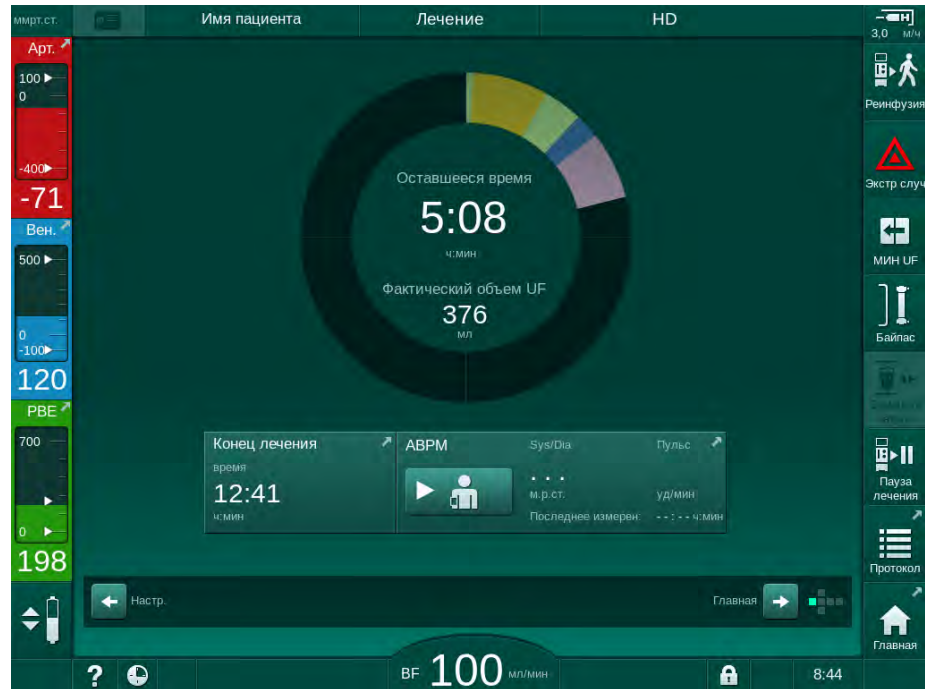 ммрт.ст.
Имя пациента
Лечение
HD
H
3,0 м/ч
Арт.
100
0
-400
-71
Вен.
500
0
-100
120
PBE
700
0
198
Оставшееся время
5:08
ч:мин
Фактический объем UF
376
мл
Конец лечения
время
12:41
ч:мин
ABPM
Sys/Dia
Пульс
. . .
м.р.ст.
уд/мин
Последнее измерен:
--:-- ч:мин
Настр.
Главная
BF 100 мл/мин
?
8:44
Реинфузия
Экстр случ
МИН UF
Байпас
Пауза
лечения
Протокол
Главная